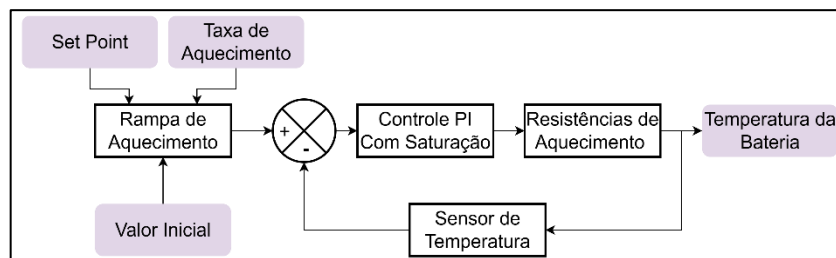 Set Point
Taxa de
Aquecimento
Rampa de
Aquecimento
+
-
Controle PI
Com Saturação
Resistências de
Aquecimento
Temperatura da
Bateria
Valor Inicial
Sensor de
Temperatura